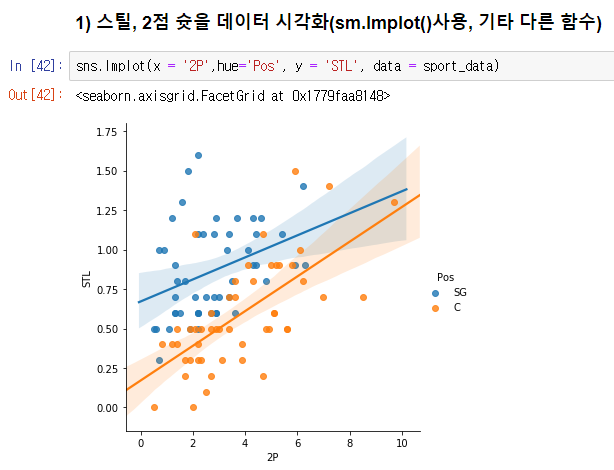 1) 스틸, 2점 슛을 데이터 시각화(sm.lmplot()사용, 기타 다른 함수)
In [42]: sns.lmplot(x = '2P',hue='Pos', y = 'STL', data = sport_data)
Out[42]: <seaborn.axisgrid.FacetGrid at 0x1779faa8148>
1.75
1.50
1.25
1.00
0.75
0.50
0.25
0.00
STL
0 2 4 6 8 10
2P
Pos
SG
C